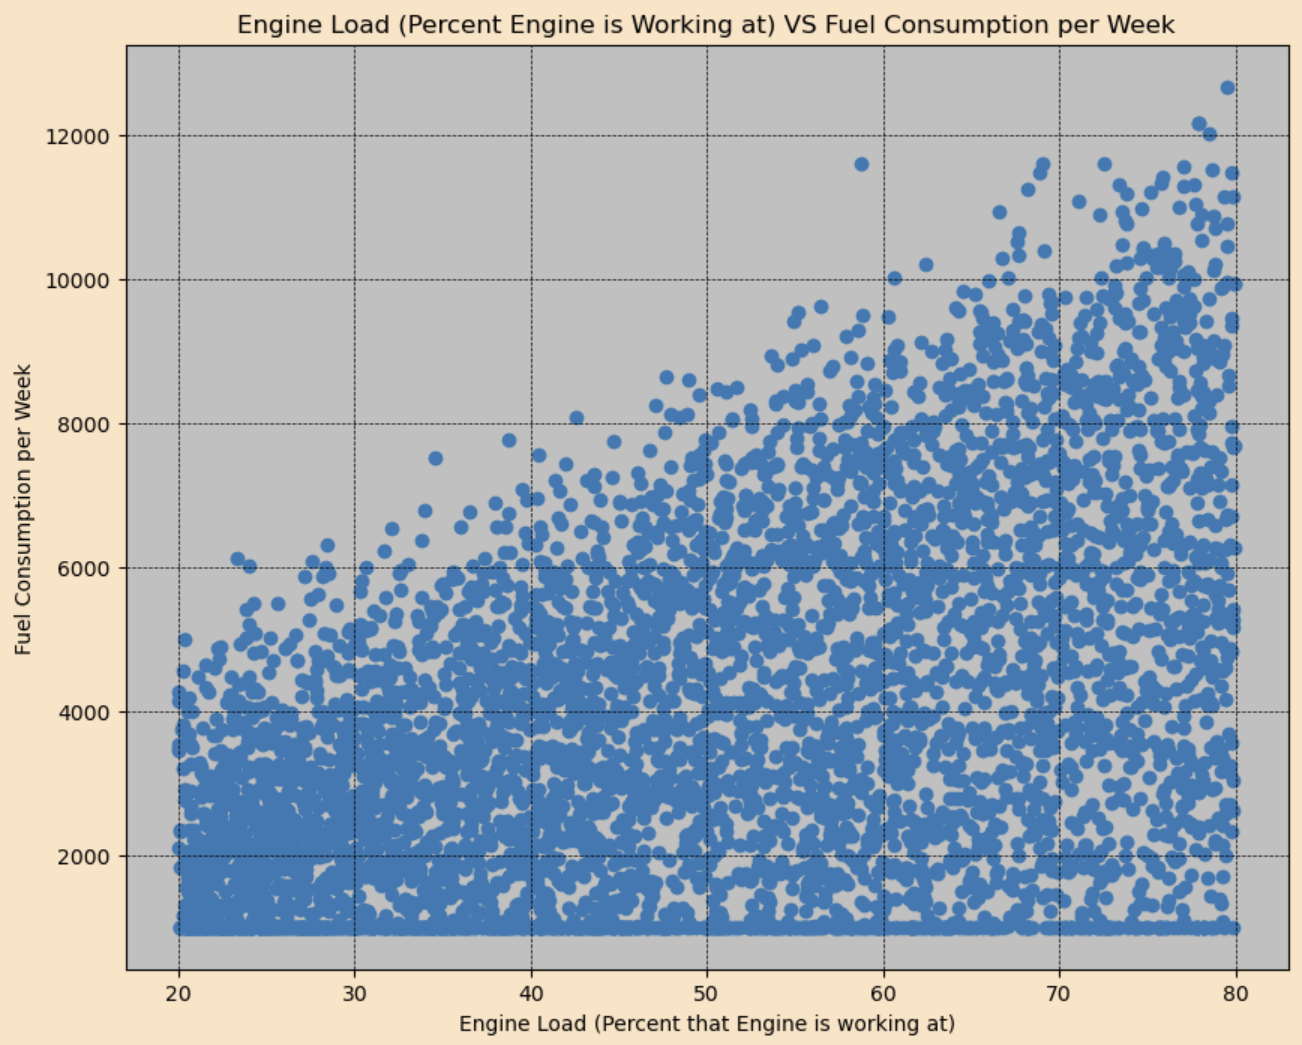 Engine Load (Percent Engine is Working at) VS Fuel Consumption per Week
Fuel Consumption per Week
12000
10000
8000
6000
4000
2000
20 30 40 50 60 70 80
Engine Load (Percent that Engine is working at)